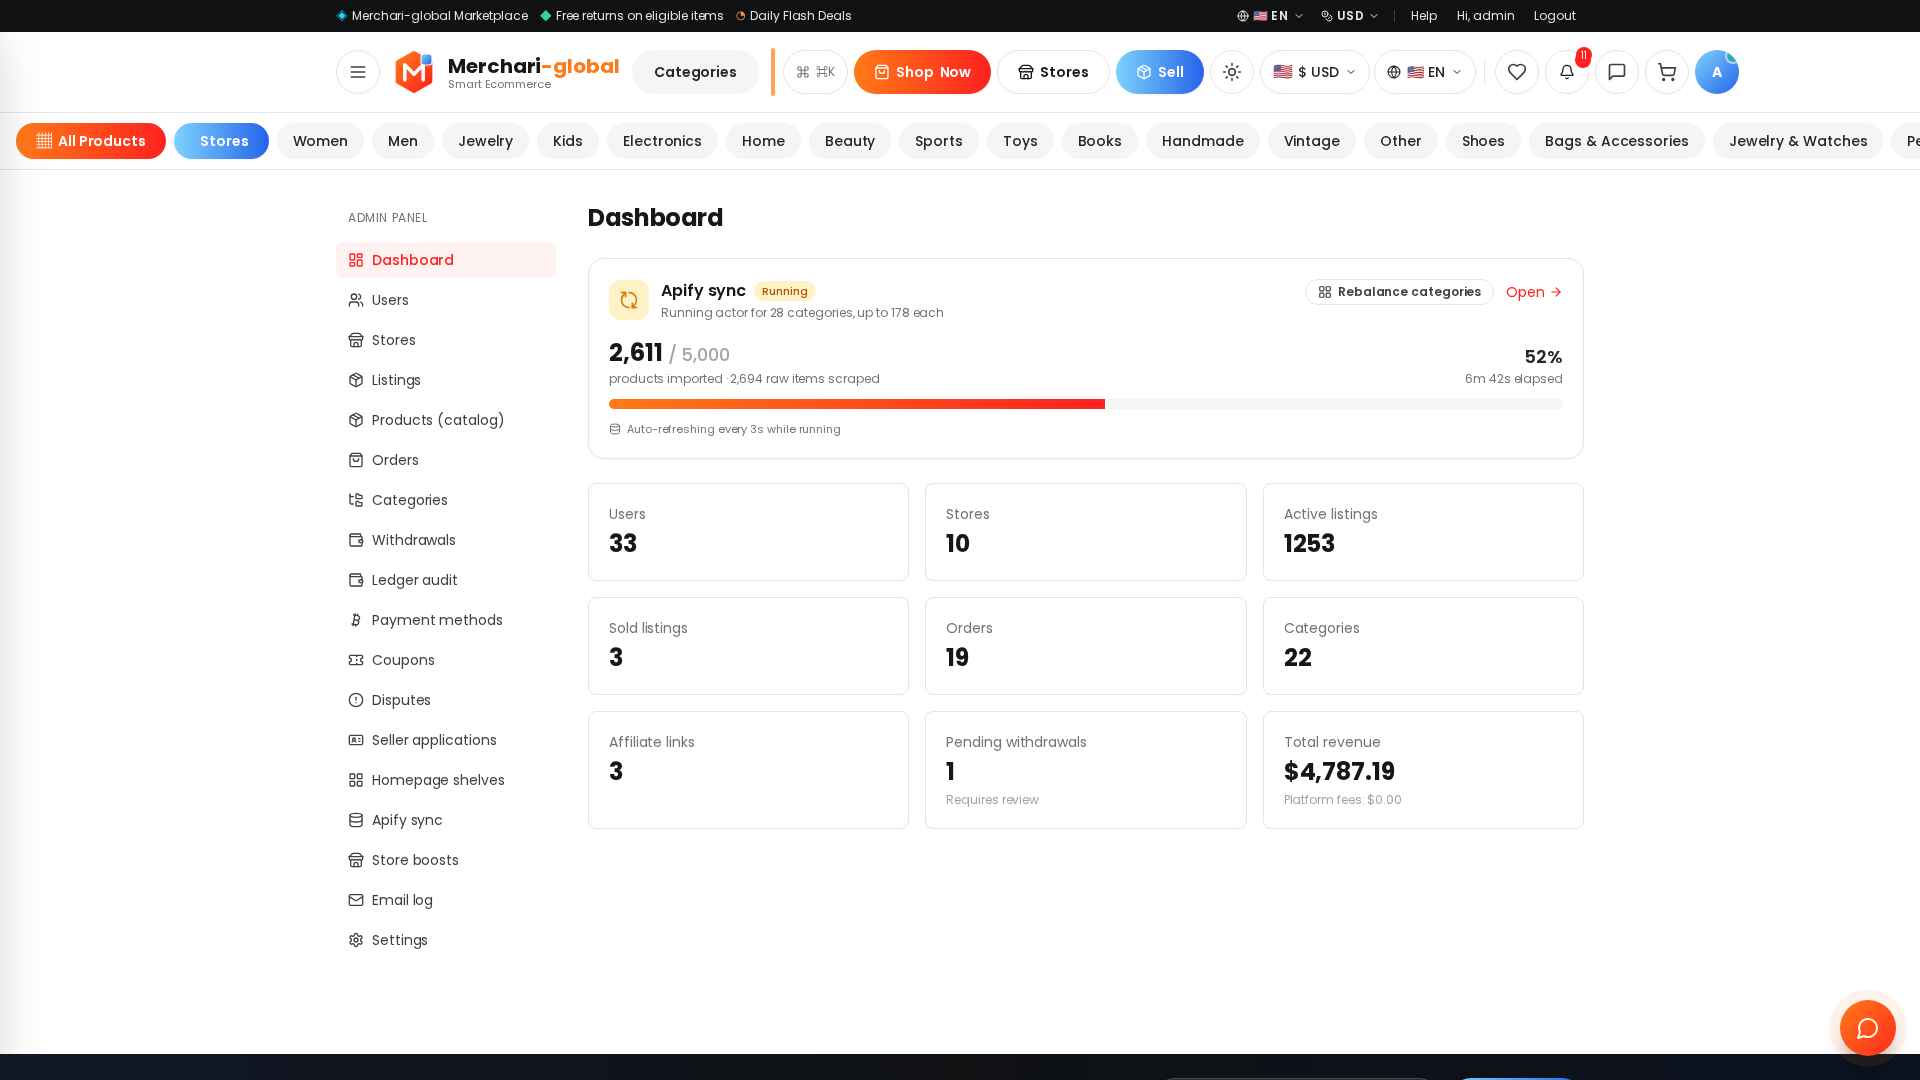 Merchari-global Marketplace Free returns on eligible items Daily Flash Deals EN USD Help Hi, admin Logout
Merchari-global
Smart Ecommerce
Categories ⌘K Shop Now Stores Sell $ USD EN 11 A
All Products Stores Women Men Jewelry Kids Electronics Home Beauty Sports Toys Books Handmade Vintage Other Shoes Bags & Accessories Jewelry & Watches
ADMIN PANEL
Dashboard
Users
Stores
Listings
Products (catalog)
Orders
Categories
Withdrawals
Ledger audit
Payment methods
Coupons
Disputes
Seller applications
Homepage shelves
Apify sync
Store boosts
Email log
Settings
Dashboard
Apify sync Running
Running actor for 28 categories, up to 178 each
Rebalance categories Open →
2,611 / 5,000
products imported · 2,694 raw items scraped
52%
6m 42s elapsed
Auto-refreshing every 3s while running
Users
33
Stores
10
Active listings
1253
Sold listings
3
Orders
19
Categories
22
Affiliate links
3
Pending withdrawals
1
Requires review
Total revenue
$4,787.19
Platform fees: $0.00